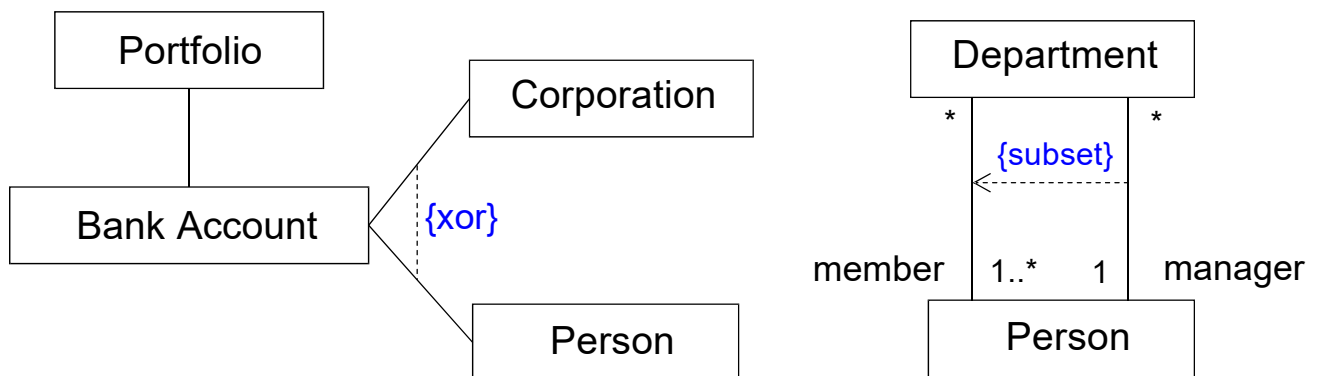 Portfolio
Corporation
Bank Account
{xor}
Person
Department
* *
{subset}
member 1..* 1 manager
Person